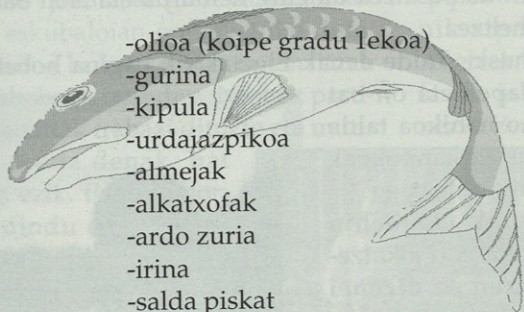 -olioa (koipe gradu 1ekoa)
-gurina
-kipula
-urdaiazpikoa
-almejak
-alkatxofak
-ardo zuria
-irina
-salda piskat